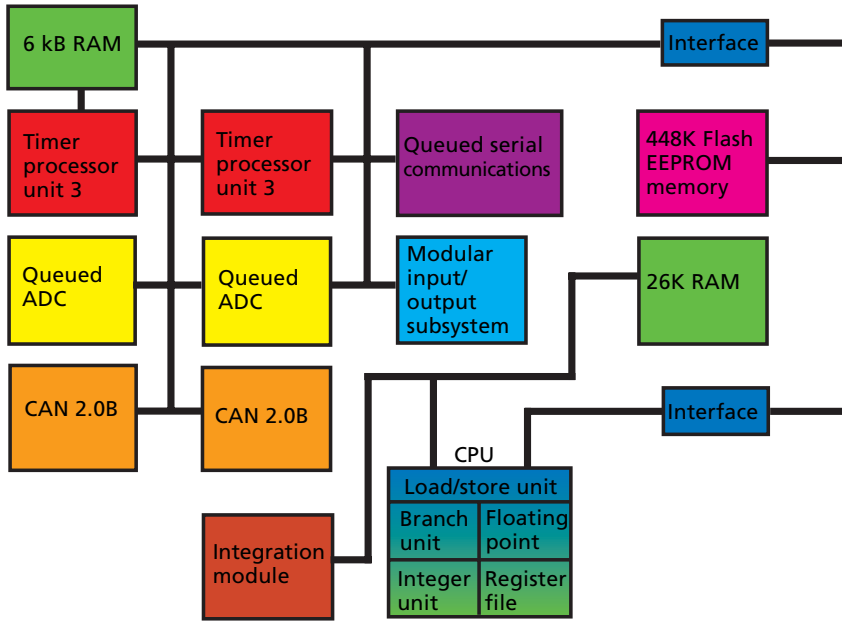 6 kB RAM
Interface
Timer
processor
unit 3
Timer
processor
unit 3
Queued serial
communications
448K Flash
EEPROM
memory
Queued
ADC
Queued
ADC
Modular
input/
output
subsystem
26K RAM
CAN 2.0B
CAN 2.0B
Interface
CPU
Load/store unit
Branch
unit
Floating
point
Integration
module
Integer
unit
Register
file